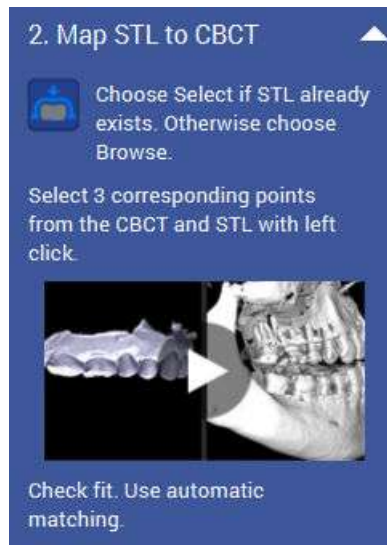 2. Map STL to CBCT
Choose Select if STL already
exists. Otherwise choose
Browse.
Select 3 corresponding points
from the CBCT and STL with left
click.
Check fit. Use automatic
matching.